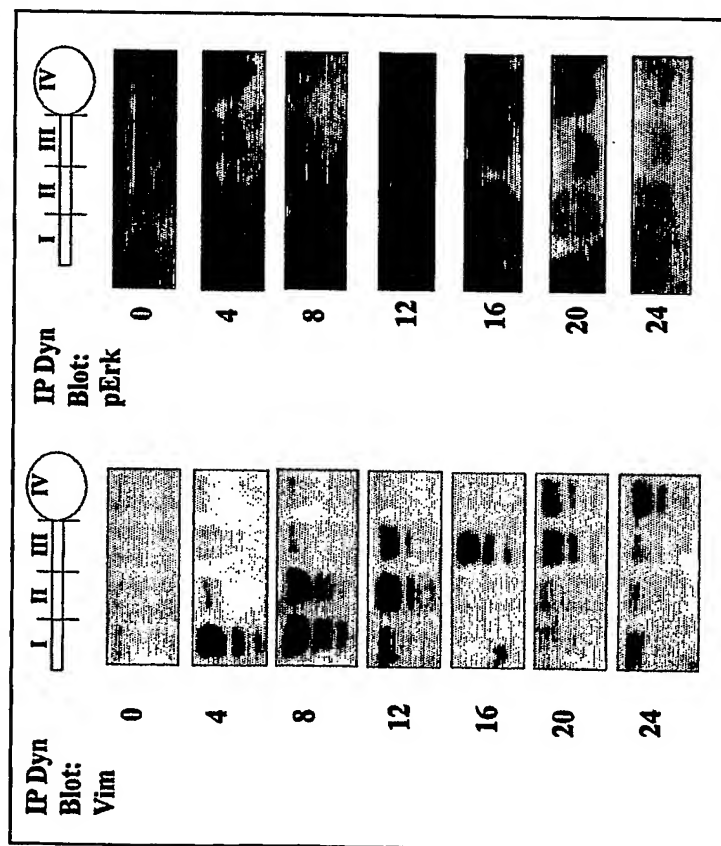 IP Dyn
Blot:
Vim
I II III IV
0
4
8
12
16
20
24
IP Dyn
Blot:
pErk
I II III IV
0
4
8
12
16
20
24